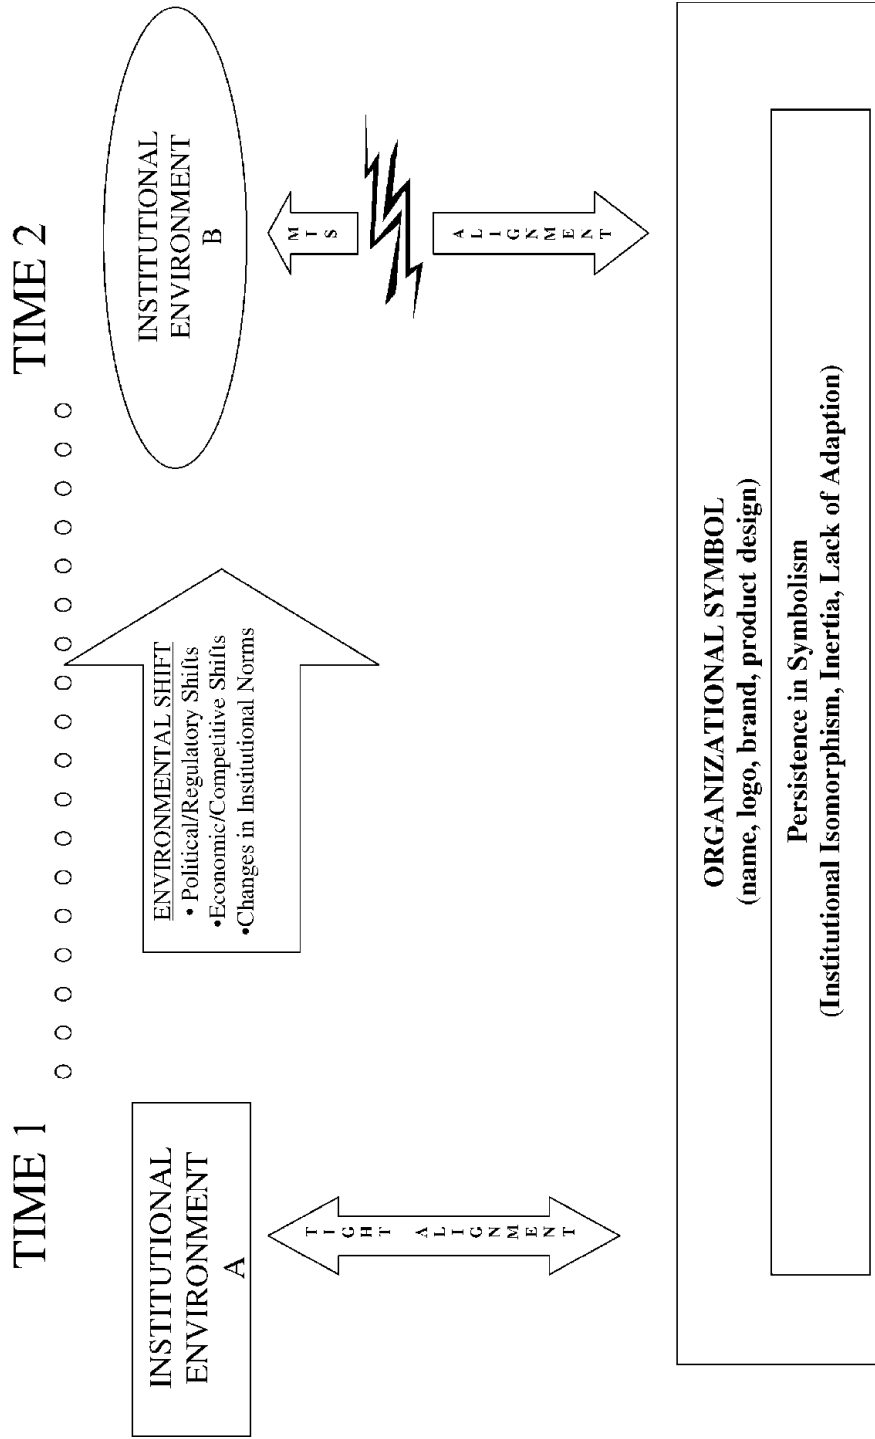 TIME 1
TIME 2
INSTITUTIONAL
ENVIRONMENT
A
ENVIRONMENTAL SHIFT
• Political/Regulatory Shifts
•Economic/Competitive Shifts
•Changes in Institutional Norms
INSTITUTIONAL
ENVIRONMENT
B
TIGHT ALIGNMENT
MIS
ALIGNMENT
ORGANIZATIONAL SYMBOL
(name, logo, brand, product design)
Persistence in Symbolism
(Institutional Isomorphism, Inertia, Lack of Adaption)